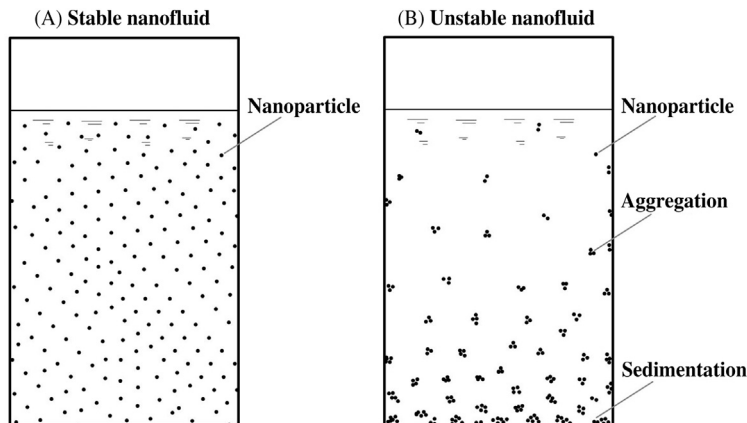 (A) Stable nanofluid
Nanoparticle
(B) Unstable nanofluid
Nanoparticle
Aggregation
Sedimentation